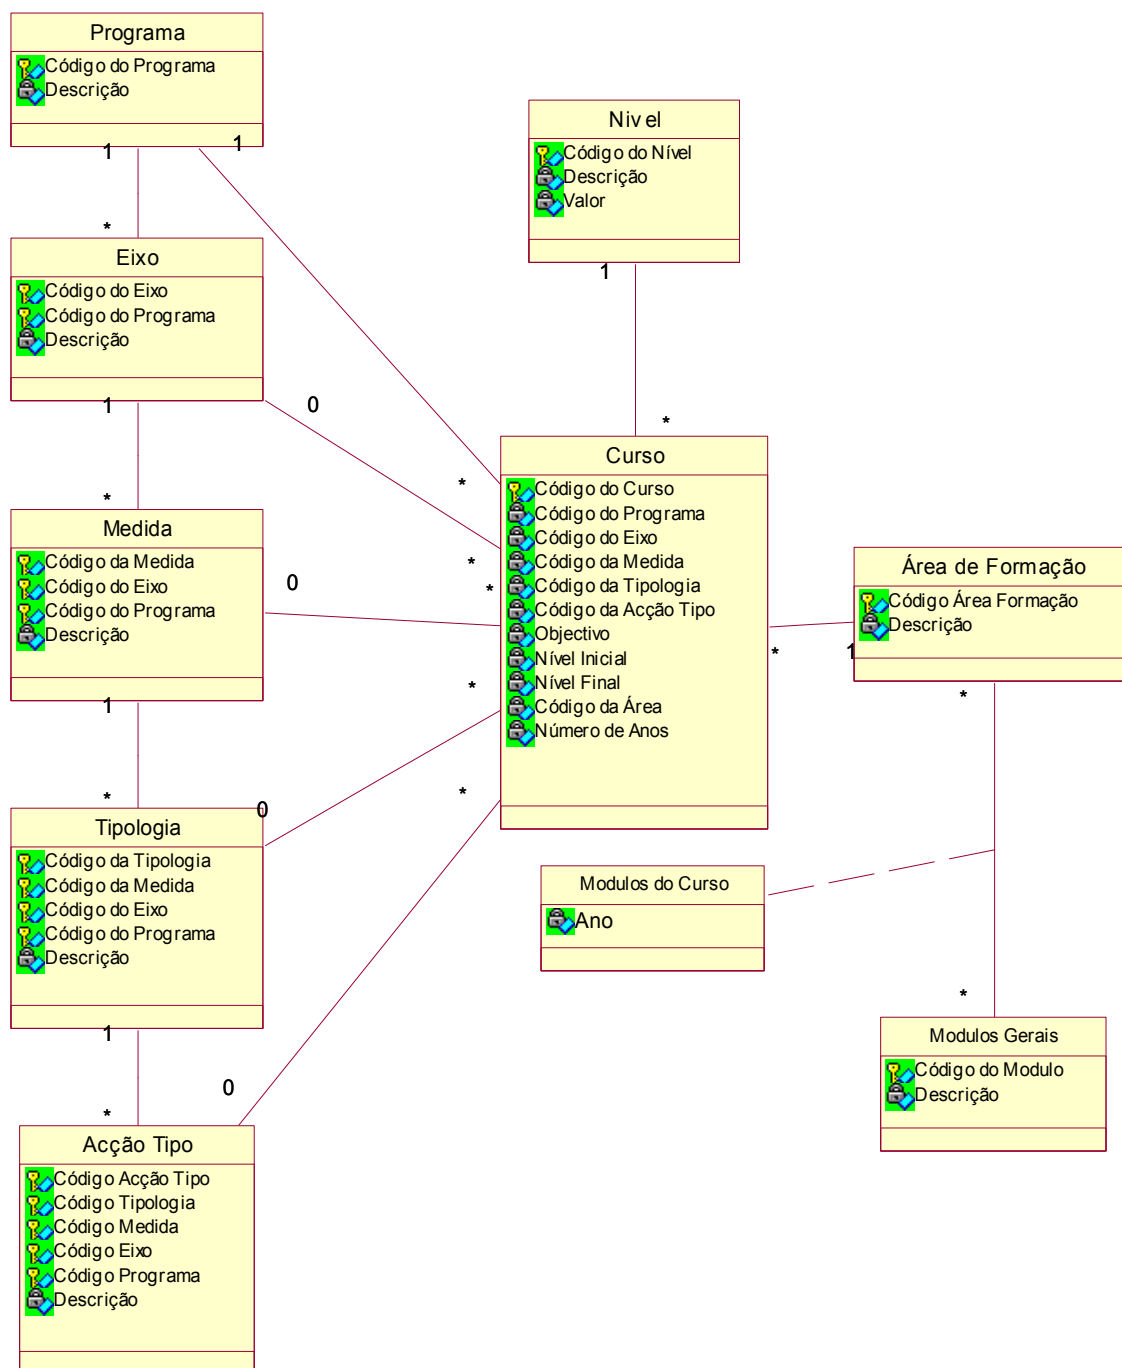 Programa
Código do Programa
Descrição
1
1
*
Eixo
Código do Eixo
Código do Programa
Descrição
1
0
*
Medida
Código da Medida
Código do Eixo
Código do Programa
Descrição
1
0
*
Tipologia
Código da Tipologia
Código da Medida
Código do Eixo
Código do Programa
Descrição
1
0
*
Acção Tipo
Código Acção Tipo
Código Tipologia
Código Medida
Código Eixo
Código Programa
Descrição
0
Nivel
Código do Nível
Descrição
Valor
1
*
*
*
*
*
*
Curso
Código do Curso
Código do Programa
Código do Eixo
Código da Medida
Código da Tipologia
Código da Acção Tipo
Objectivo
Nível Inicial
Nível Final
Código da Área
Número de Anos
*
1
Área de Formação
Código Área Formação
Descrição
*
Modulos do Curso
Ano
*
Modulos Gerais
Código do Modulo
Descrição